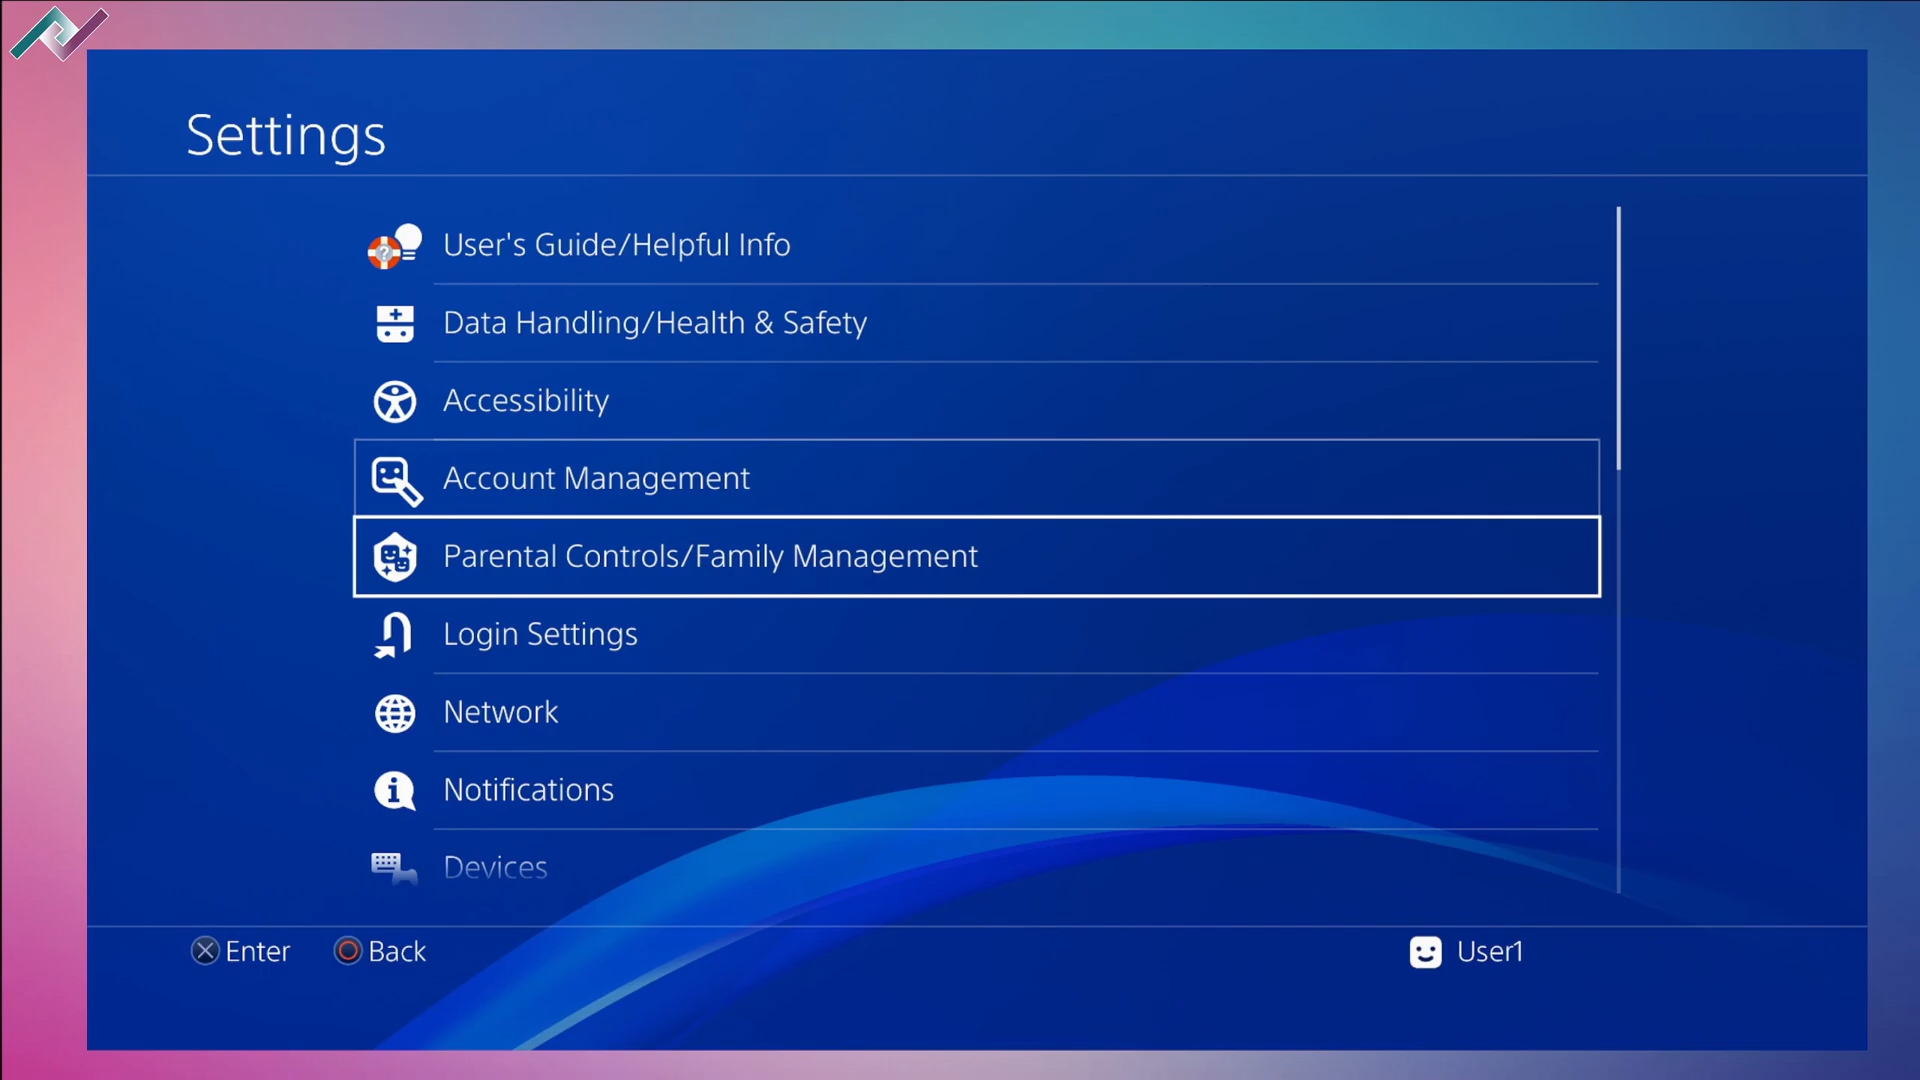 Settings
User's Guide/Helpful Info
Data Handling/Health & Safety
Accessibility
Account Management
Parental Controls/Family Management
Login Settings
Network
Notifications
Devices
Enter Back User1